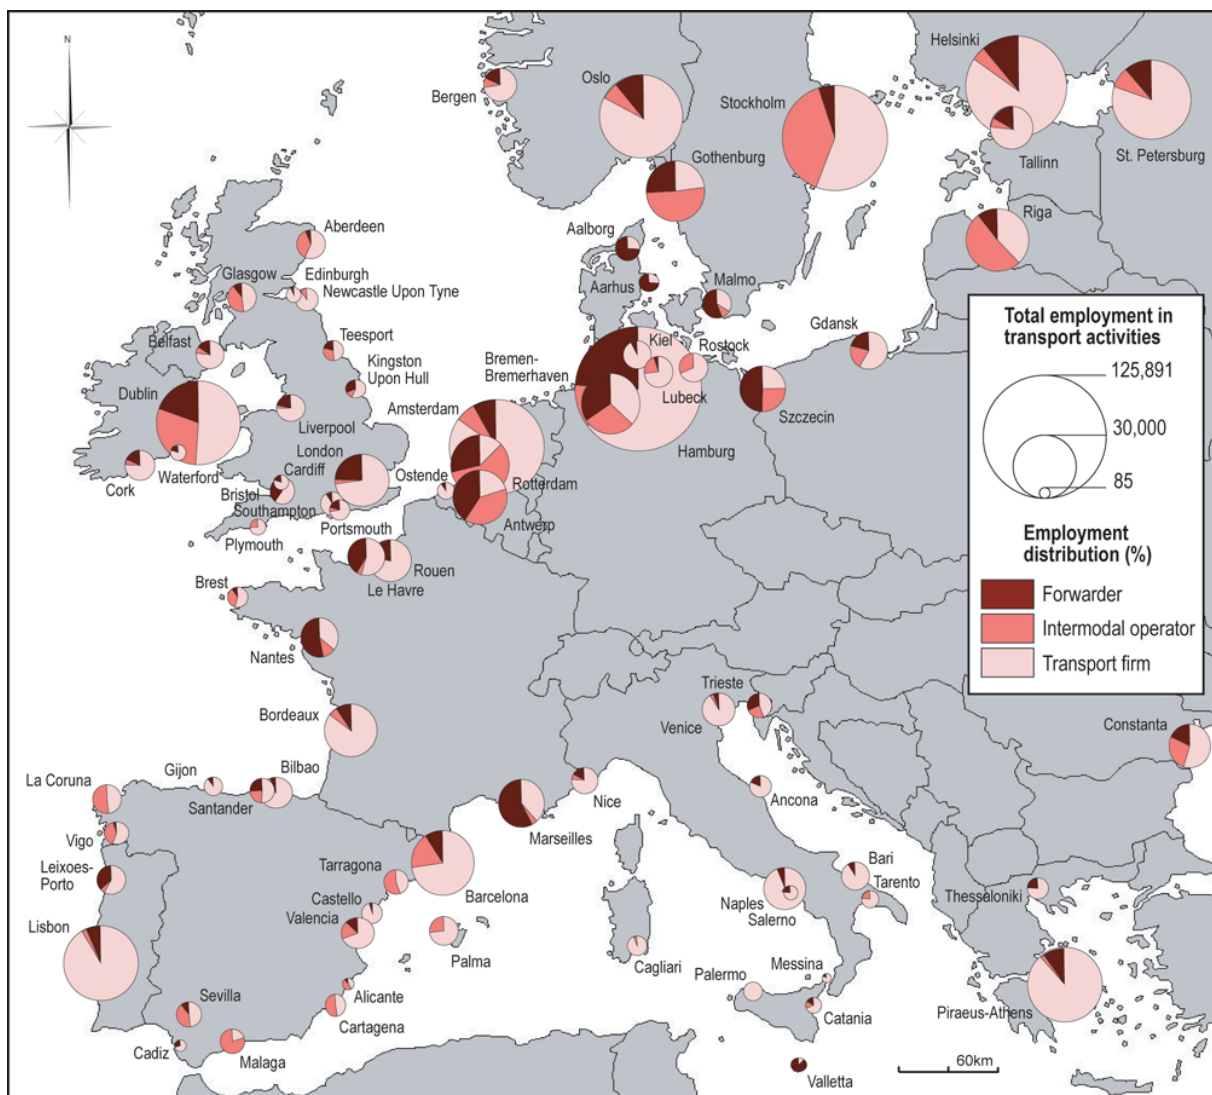 N
Helsinki
Oslo
Bergen
Stockholm
Gothenburg
Tallinn
St. Petersburg
Riga
Aalborg
Aarhus
Malmo
Aberdeen
Glasgow
Edinburgh
Newcastle Upon Tyne
Teesport
Belfast
Kingston
Upon Hull
Dublin
Liverpool
London
Cardiff
Waterford
Cork
Bristol
Southampton
Portsmouth
Plymouth
Amsterdam
Ostende
Rotterdam
Antwerp
Bremen-
Bremerhaven
Kiel
Rostock
Lubeck
Hamburg
Gdansk
Szczecin
Total employment in
transport activities
125,891
30,000
85
Employment
distribution (%)
Forwarder
Intermodal operator
Transport firm
Rouen
Le Havre
Brest
Nantes
Bordeaux
Trieste
Venice
Constanta
Gijon
Bilbao
La Coruna
Santander
Vigo
Leixoes-
Porto
Marseilles
Nice
Ancona
Tarragona
Barcelona
Castello
Valencia
Lisbon
Palma
Bari
Tarento
Naples
Salerno
Thessaloniki
Cagliari
Messina
Palermo
Catania
Piraeus-Athens
Alicante
Sevilla
Cartagena
Cadiz
Malaga
Valletta
60km